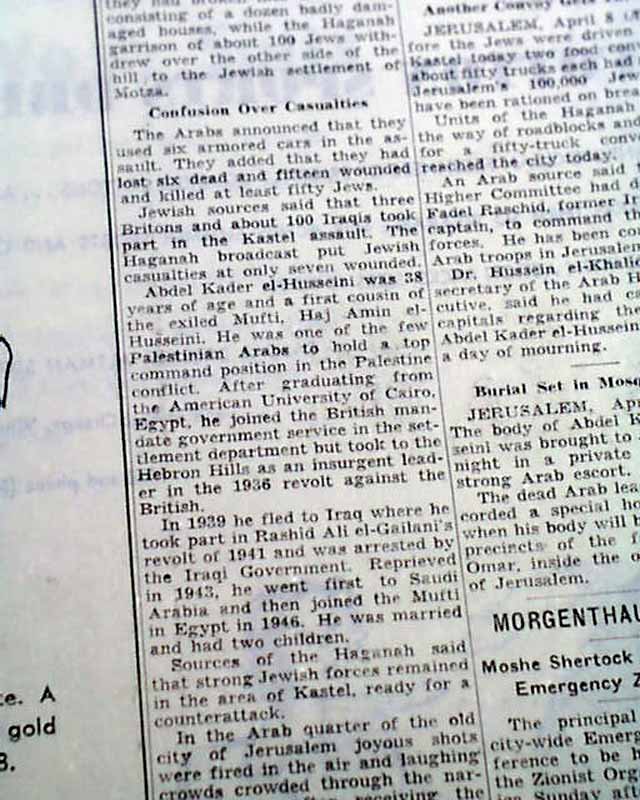 they had
consisting of a dozen badly dam-
aged houses, while the Haganah
garrison of about 100 Jews with-
drew over the other side of the
hill to the Jewish settlement of
Motza.
Confusion Over Casualties
The Arabs announced that they
used six armored cars in the as-
sault. They added that they had
lost six dead and fifteen wounded
and killed at least fifty Jews.
Jewish sources said that three
Britons and about 100 Iraqis took
part in the Kastel assault. The
Haganah broadcast put Jewish
casualties at only seven wounded.
Abdel Kader el-Husseini was 38
years of age and a first cousin of
the exiled Mufti, Haj Amin el-
Husseini. He was one of the few
Palestinian Arabs to hold a top
command position in the Palestine
conflict. After graduating from
the American University of Cairo,
Egypt, he joined the British man-
date government service in the set-
tlement department but took to the
Hebron Hills as an insurgent lead-
er in the 1936 revolt against the
British.
In 1939 he fled to Iraq where he
took part in Rashid Ali el-Gailani's
revolt of 1941 and was arrested by
the Iraqi Government. Reprieved
in 1943, he went first to Saudi
Arabia and then joined the Mufti
in Egypt in 1946. He was married
and had two children.
Sources of the Haganah said
that strong Jewish forces remained
in the area of Kastel, ready for a
counterattack.
In the Arab quarter of the old
city of Jerusalem joyous shots
were fired in the air and laughing
crowds crowded through the nar-
receiving the
Another Convoy Gets
JERUSALEM, April 8
fore the Jews were driven
Kastel today two food con
about fifty trucks each had
Jerusalem's 100,000 Jew
have been rationed on brea
Units of the Haganah
the way of roadblocks and
for a fifty-truck conv
reached the city today.
An Arab source said t
Higher Committee had
Fadel Raschid, former Ir
captain, to command th
forces. He has been co
Arab troops in Jerusalem
Dr. Hussein el-Khalid
secretary of the Arab H
cutive, said he had
capitals regarding the
Abdel Kader el-Hussein
a day of mourning.
Burial Set in Mosq
JERUSALEM, Apr
The body of Abdel K
seini was brought to
night in a private
strong Arab escort.
The dead Arab lea
corded a special ho
when his body will b
precincts of the
Omar, inside the o
of Jerusalem.
MORGENTHAU
Moshe Shertock
Emergency Z
The principal
city-wide Emerg
ference to be h
the Zionist Org
Sunday af
te. A
gold
8.